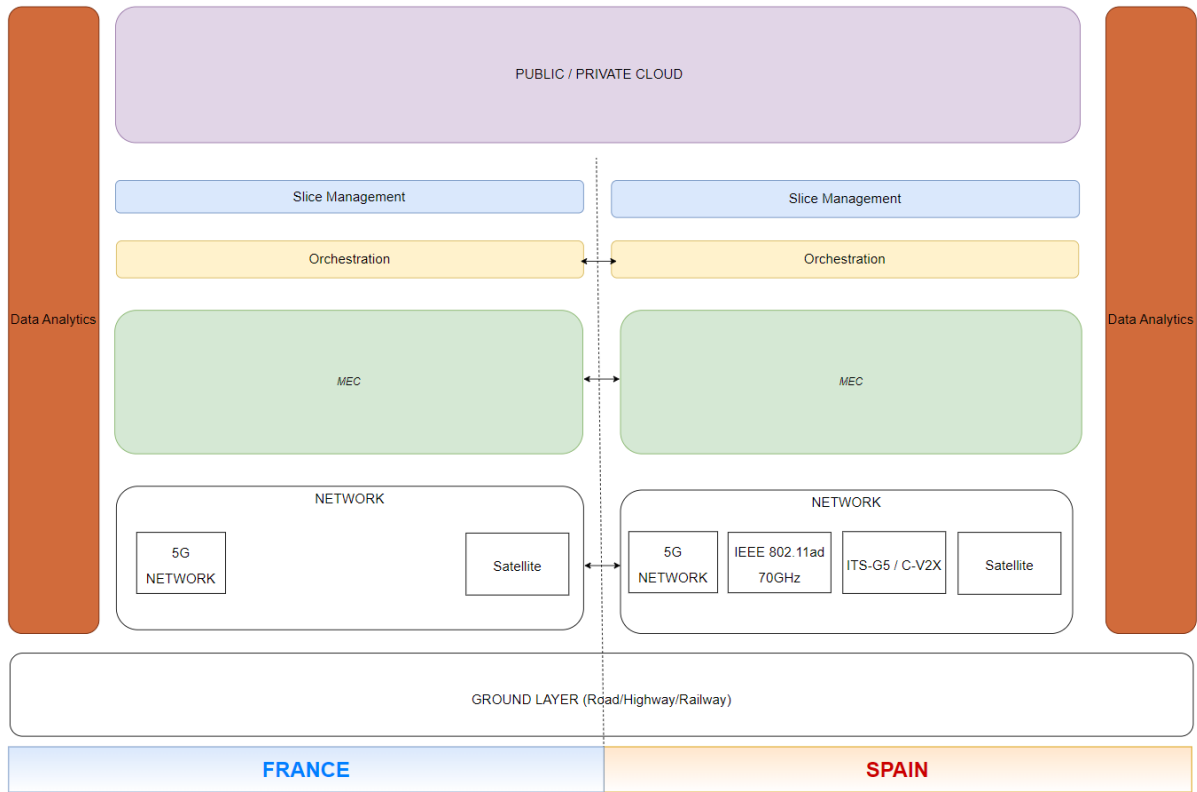 PUBLIC / PRIVATE CLOUD
Slice Management
Slice Management
Orchestration
Orchestration
Data Analytics
Data Analytics
MEC
MEC
NETWORK
5G
NETWORK
Satellite
NETWORK
5G
NETWORK
IEEE 802.11ad
70GHz
ITS-G5 / C-V2X
Satellite
GROUND LAYER (Road/Highway/Railway)
FRANCE
SPAIN